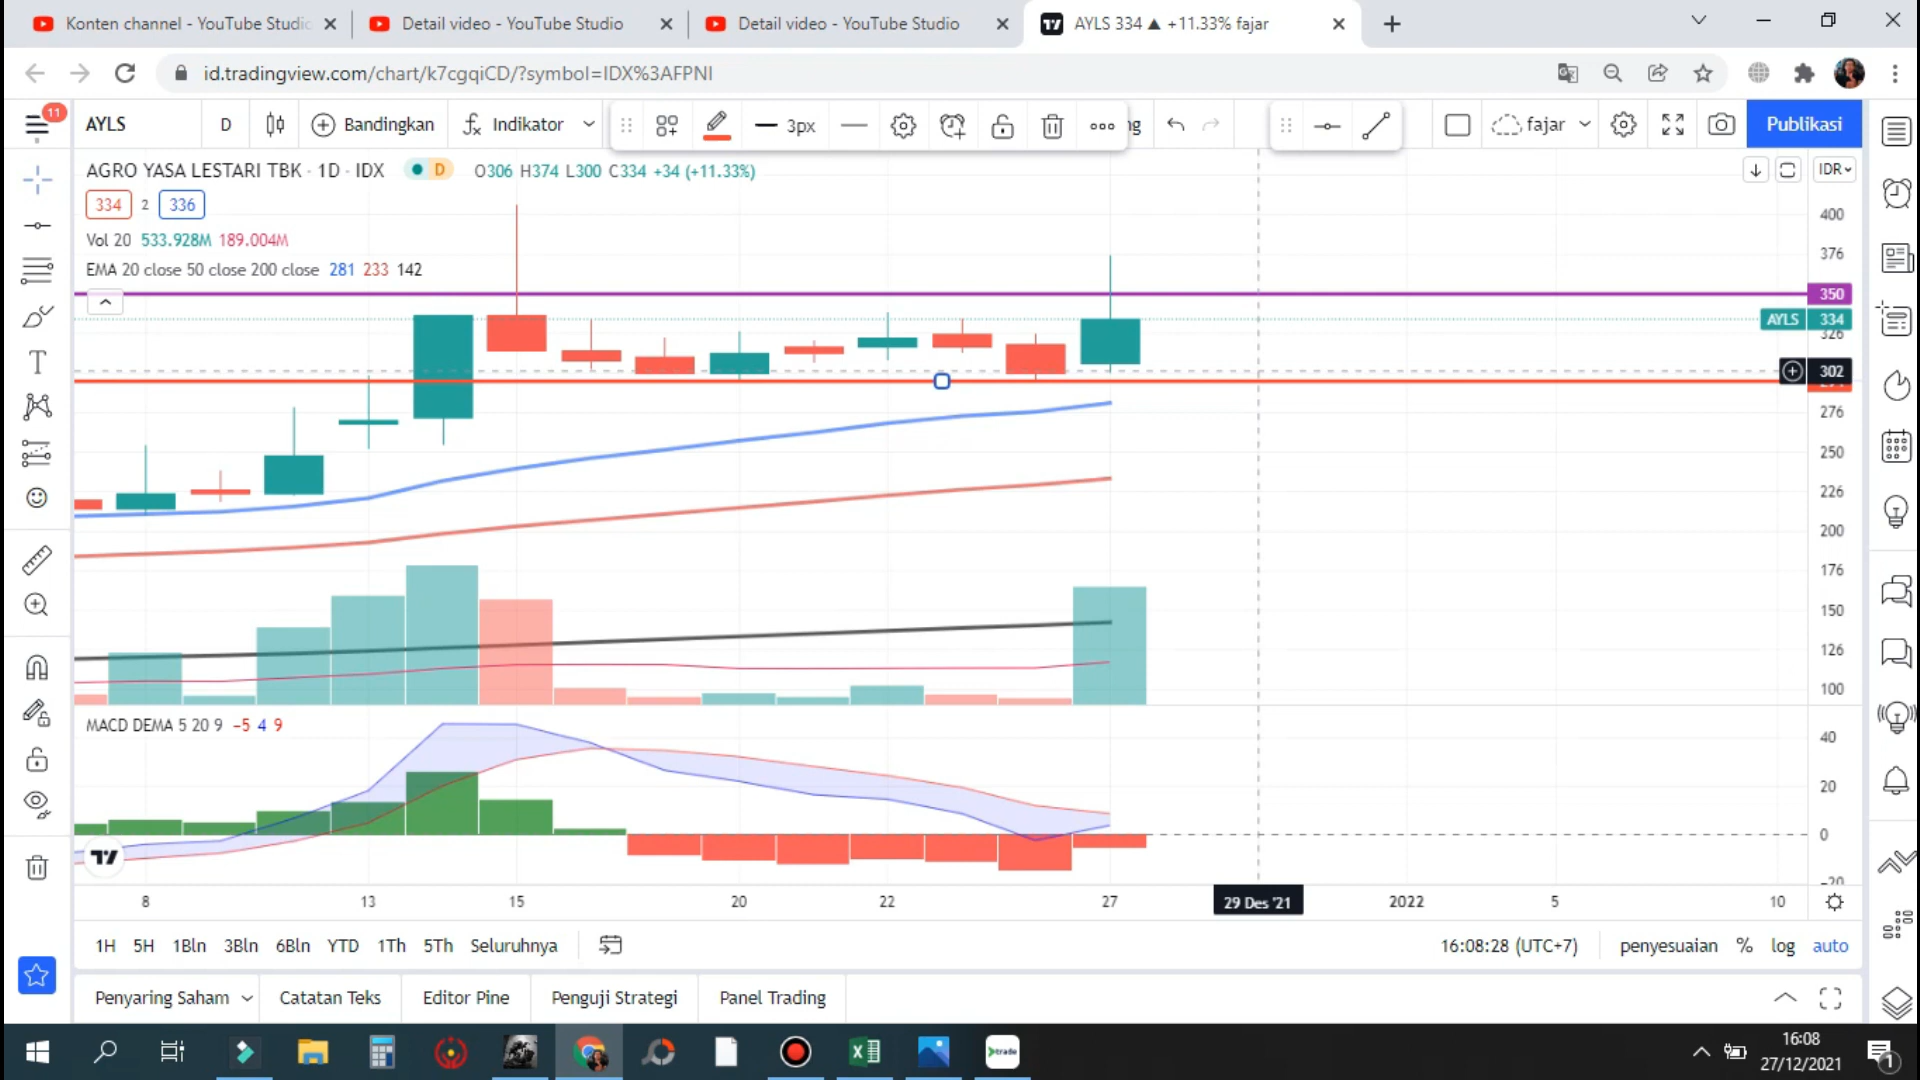 Konten channel - YouTube Studio
Detail video - YouTube Studio
Detail video - YouTube Studio
AYLS 334 ▲ +11.33% fajar
id.tradingview.com/chart/k7cgqiCD/?symbol=IDX%3AFPNI
11
AYLS
D
Bandingkan
Indikator
3px
ng
fajar
Publikasi
AGRO YASA LESTARI TBK · 1D · IDX
D
O306 H374 L300 C334 +34 (+11.33%)
IDR
334
2
336
Vol 20 533.928M 189.004M
EMA 20 close 50 close 200 close 281 233 142
400
376
350
AYLS 334
326
302
276
250
226
200
176
150
126
100
MACD DEMA 5 20 9 −5 4 9
40
20
0
−20
8
13
15
20
22
27
29 Des '21
2022
5
10
1H
5H
1Bln
3Bln
6Bln
YTD
1Th
5Th
Seluruhnya
16:08:28 (UTC+7)
penyesuaian
%
log
auto
Penyaring Saham
Catatan Teks
Editor Pine
Penguji Strategi
Panel Trading
trade
16:08
27/12/2021
1